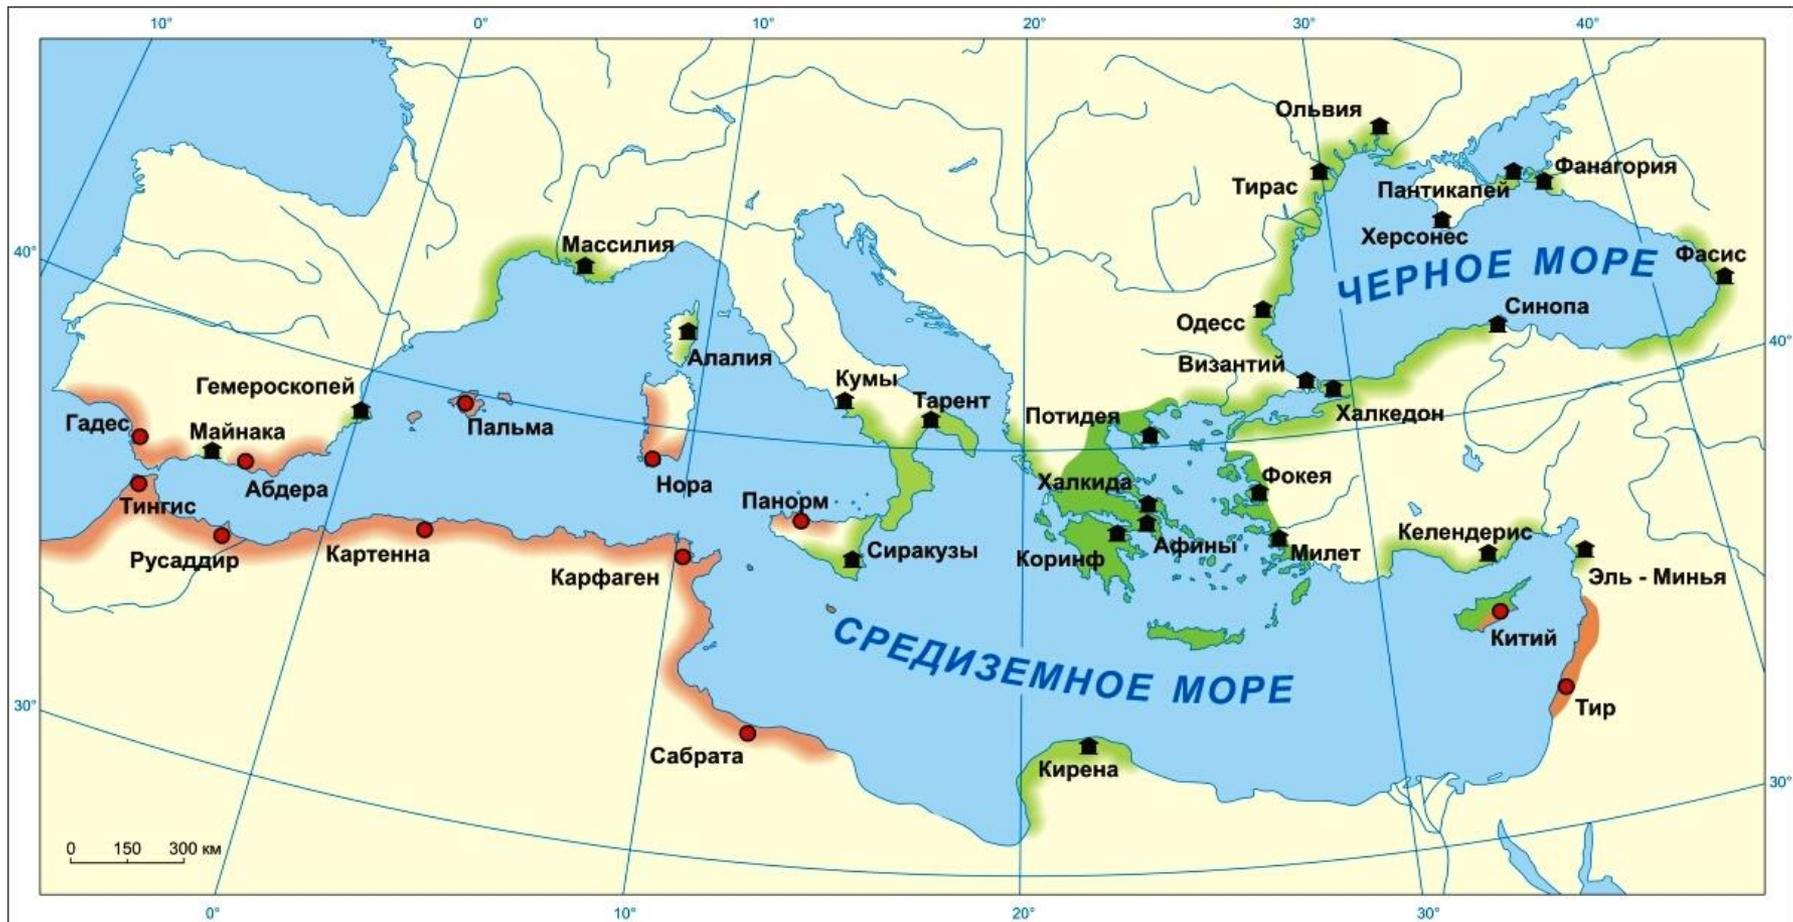 10° 0° 10° 20° 30° 40°
Ольвия
Фанагория
Тирас
Пантикапей
Херсонес
Массилия
40°
Фасис
ЧЕРНОЕ МОРЕ
Синопа
Одесс
40°
Алалия
Византий
Гемероскопей
Кумы
Тарент
Халкедон
Потидея
Гадес
Майнака
Пальма
Фокея
Халкида
Абдера
Нора
Панорм
Тингис
Келендерис
Афины
Сиракузы
Милет
Русаддир
Картенна
Коринф
Карфаген
Эль - Минья
Китий
СРЕДИЗЕМНОЕ МОРЕ
30°
Тир
Сабрата
Кирена
30°
0 150 300 км
0° 10° 20° 30°